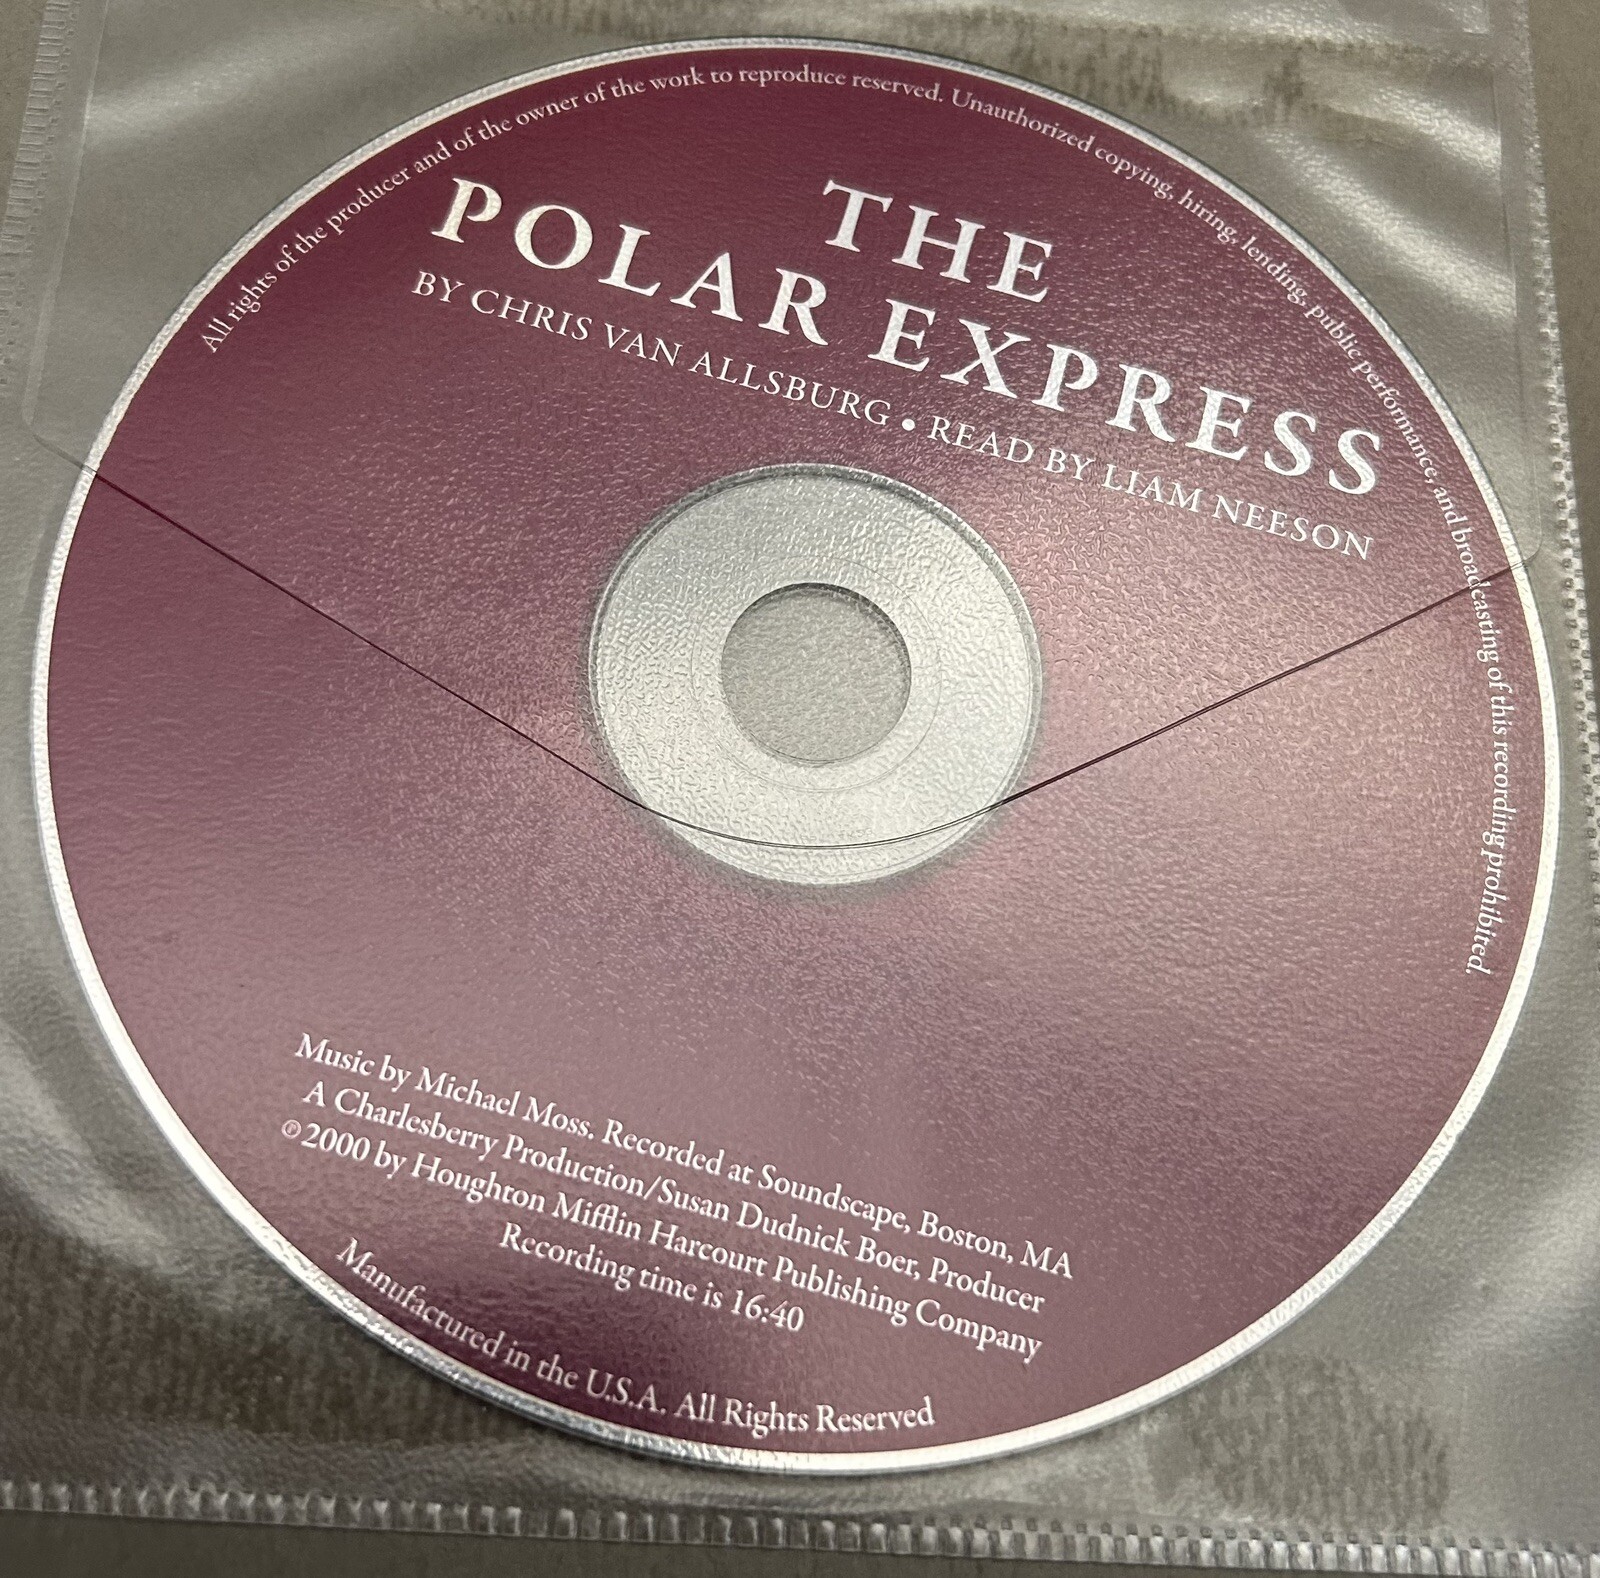 All rights of the producer and of the owner of the work to reproduce reserved. Unauthorized copying, hiring, lending, public performance, and broadcasting of this recording prohibited.
THE
POLAR EXPRESS
BY CHRIS VAN ALLSBURG • READ BY LIAM NEESON
Music by Michael Moss. Recorded at Soundscape, Boston, MA
A Charlesberry Production/Susan Dudnick Boer, Producer
℗2000 by Houghton Mifflin Harcourt Publishing Company
Recording time is 16:40
Manufactured in the U.S.A. All Rights Reserved